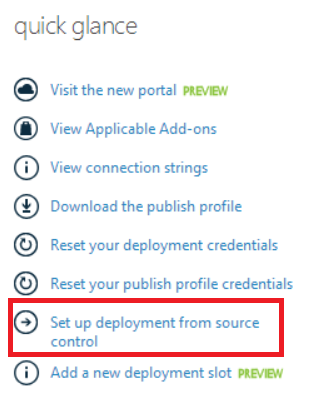 quick glance
Visit the new portal PREVIEW
View Applicable Add-ons
View connection strings
Download the publish profile
Reset your deployment credentials
Reset your publish profile credentials
Set up deployment from source
control
Add a new deployment slot PREVIEW